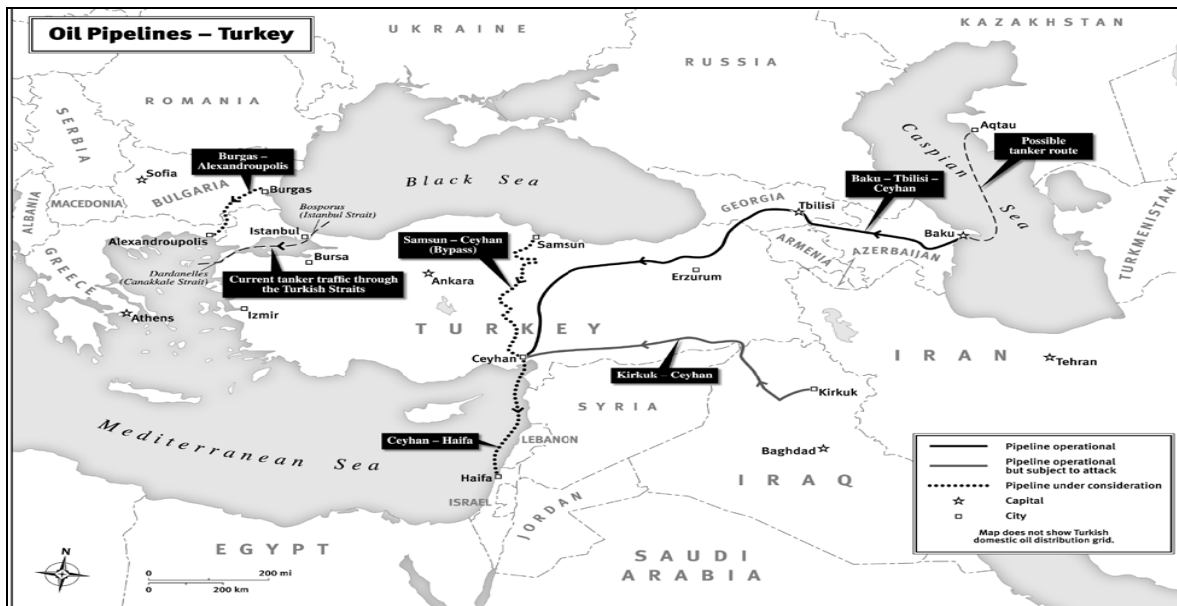 Oil Pipelines – Turkey
UKRAINE
RUSSIA
KAZAKHSTAN
ROMANIA
SERBIA
Burgas –
Alexandroupolis
Sofia
BULGARIA
Burgas
MACEDONIA
ALBANIA
GREECE
Black Sea
Caspian Sea
Aqtau
Possible
tanker route
Baku – Tbilisi –
Ceyhan
GEORGIA
Tbilisi
Baku
ARMENIA
AZERBAIJAN
TURKMENISTAN
Bosporus
(Istanbul Strait)
Alexandroupolis
Istanbul
Bursa
Dardanelles
(Canakkale Strait)
Current tanker traffic through
the Turkish Straits
Samsun – Ceyhan
(Bypass)
Samsun
Ankara
Erzurum
Athens
Izmir
TURKEY
Ceyhan
IRAN
Tehran
Kirkuk – Ceyhan
Kirkuk
SYRIA
Mediterranean Sea
Ceyhan – Haifa
LEBANON
Baghdad
IRAQ
Haifa
ISRAEL
JORDAN
EGYPT
SAUDI
ARABIA
Pipeline operational
Pipeline operational
but subject to attack
Pipeline under consideration
Capital
City
Map does not show Turkish
domestic oil distribution grid.
N
0 200 mi
0 200 km